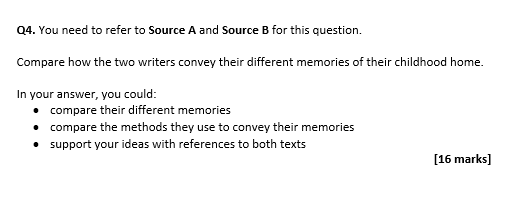 Q4. You need to refer to Source A and Source B for this question.
Compare how the two writers convey their different memories of their childhood home.
In your answer, you could:
• compare their different memories
• compare the methods they use to convey their memories
• support your ideas with references to both texts
[16 marks]